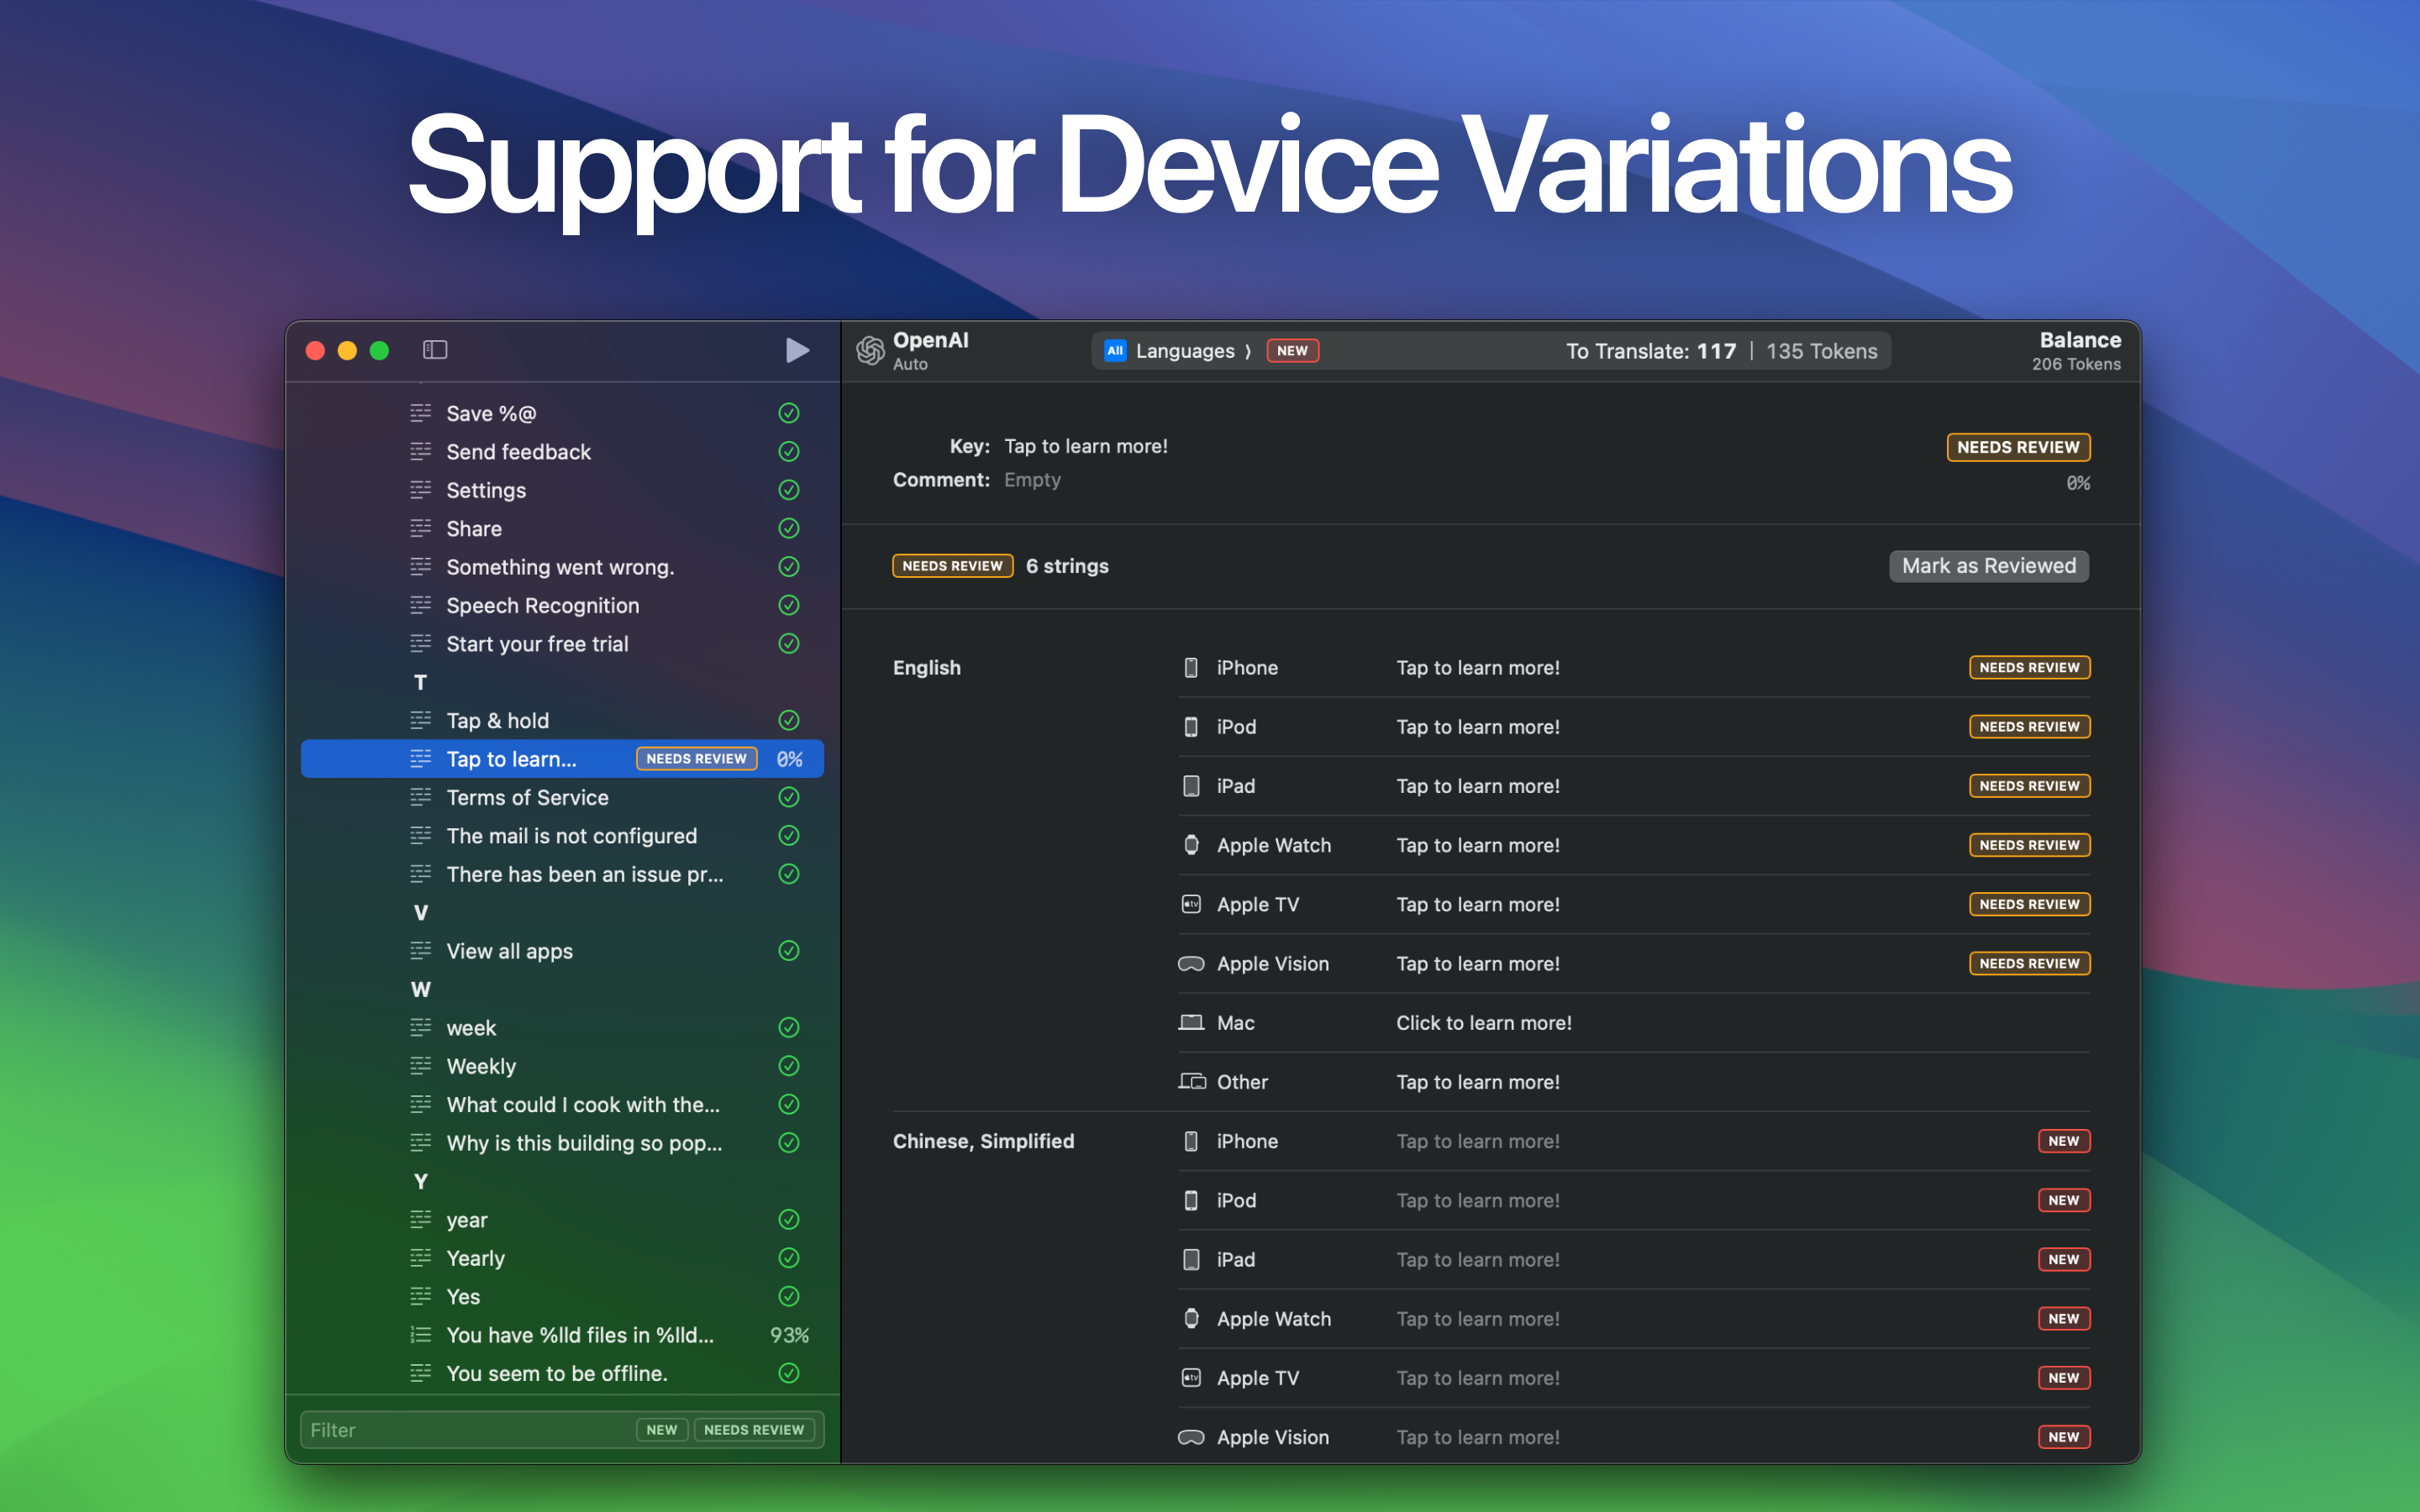 Support for Device Variations
OpenAI
Auto
All Languages ⟩ NEW
To Translate: 117 | 135 Tokens
Balance
206 Tokens
Save %@
Send feedback
Settings
Share
Something went wrong.
Speech Recognition
Start your free trial
T
Tap & hold
Tap to learn... NEEDS REVIEW 0%
Terms of Service
The mail is not configured
There has been an issue pr...
V
View all apps
W
week
Weekly
What could I cook with the...
Why is this building so pop...
Y
year
Yearly
Yes
You have %lld files in %lld... 93%
You seem to be offline.
Filter NEW NEEDS REVIEW
Key: Tap to learn more! NEEDS REVIEW
Comment: Empty 0%
NEEDS REVIEW 6 strings Mark as Reviewed
English iPhone Tap to learn more! NEEDS REVIEW
iPod Tap to learn more! NEEDS REVIEW
iPad Tap to learn more! NEEDS REVIEW
Apple Watch Tap to learn more! NEEDS REVIEW
tv Apple TV Tap to learn more! NEEDS REVIEW
Apple Vision Tap to learn more! NEEDS REVIEW
Mac Click to learn more!
Other Tap to learn more!
Chinese, Simplified iPhone Tap to learn more! NEW
iPod Tap to learn more! NEW
iPad Tap to learn more! NEW
Apple Watch Tap to learn more! NEW
tv Apple TV Tap to learn more! NEW
Apple Vision Tap to learn more! NEW